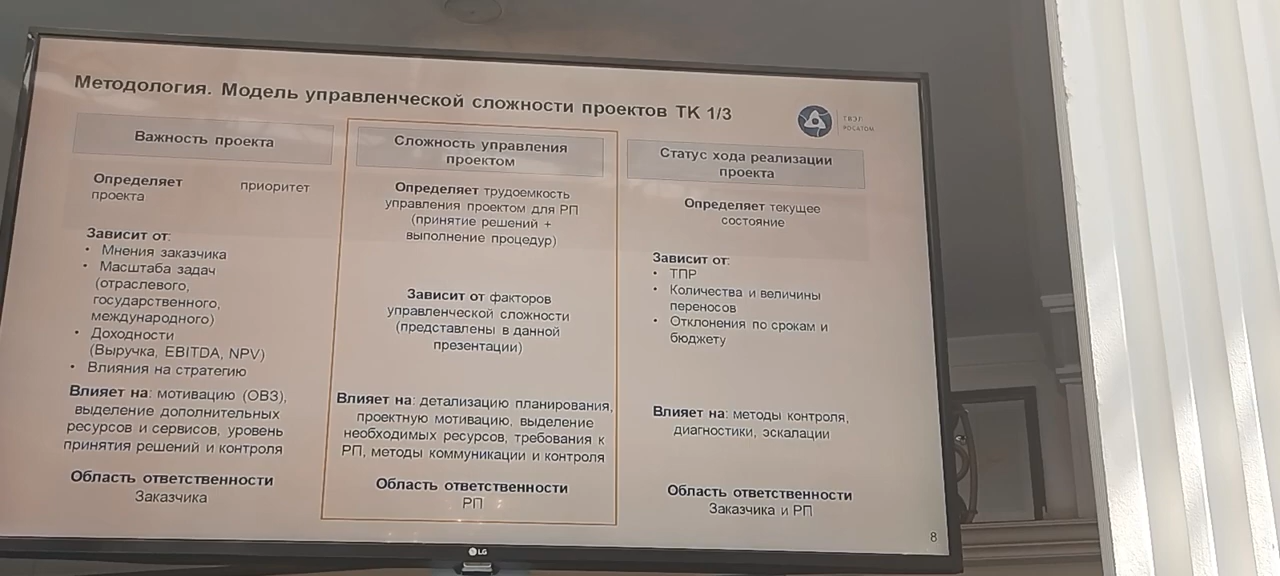 Методология. Модель управленческой сложности проектов ТК 1/3
ТВЭЛ
РОСАТОМ
Важность проекта
Определяет приоритет
проекта
Зависит от:
• Мнения заказчика
• Масштаба задач
(отраслевого,
государственного,
международного)
• Доходности
(Выручка, EBITDA, NPV)
• Влияния на стратегию
Влияет на: мотивацию (ОВЗ),
выделение дополнительных
ресурсов и сервисов, уровень
принятия решений и контроля
Область ответственности
Заказчика
Сложность управления
проектом
Определяет трудоемкость
управления проектом для РП
(принятие решений +
выполнение процедур)
Зависит от факторов
управленческой сложности
(представлены в данной
презентации)
Влияет на: детализацию планирования,
проектную мотивацию, выделение
необходимых ресурсов, требования к
РП, методы коммуникации и контроля
Область ответственности
РП
Статус хода реализации
проекта
Определяет текущее
состояние
Зависит от:
• ТПР
• Количества и величины
переносов
• Отклонения по срокам и
бюджету
Влияет на: методы контроля,
диагностики, эскалации
Область ответственности
Заказчика и РП
8
LG